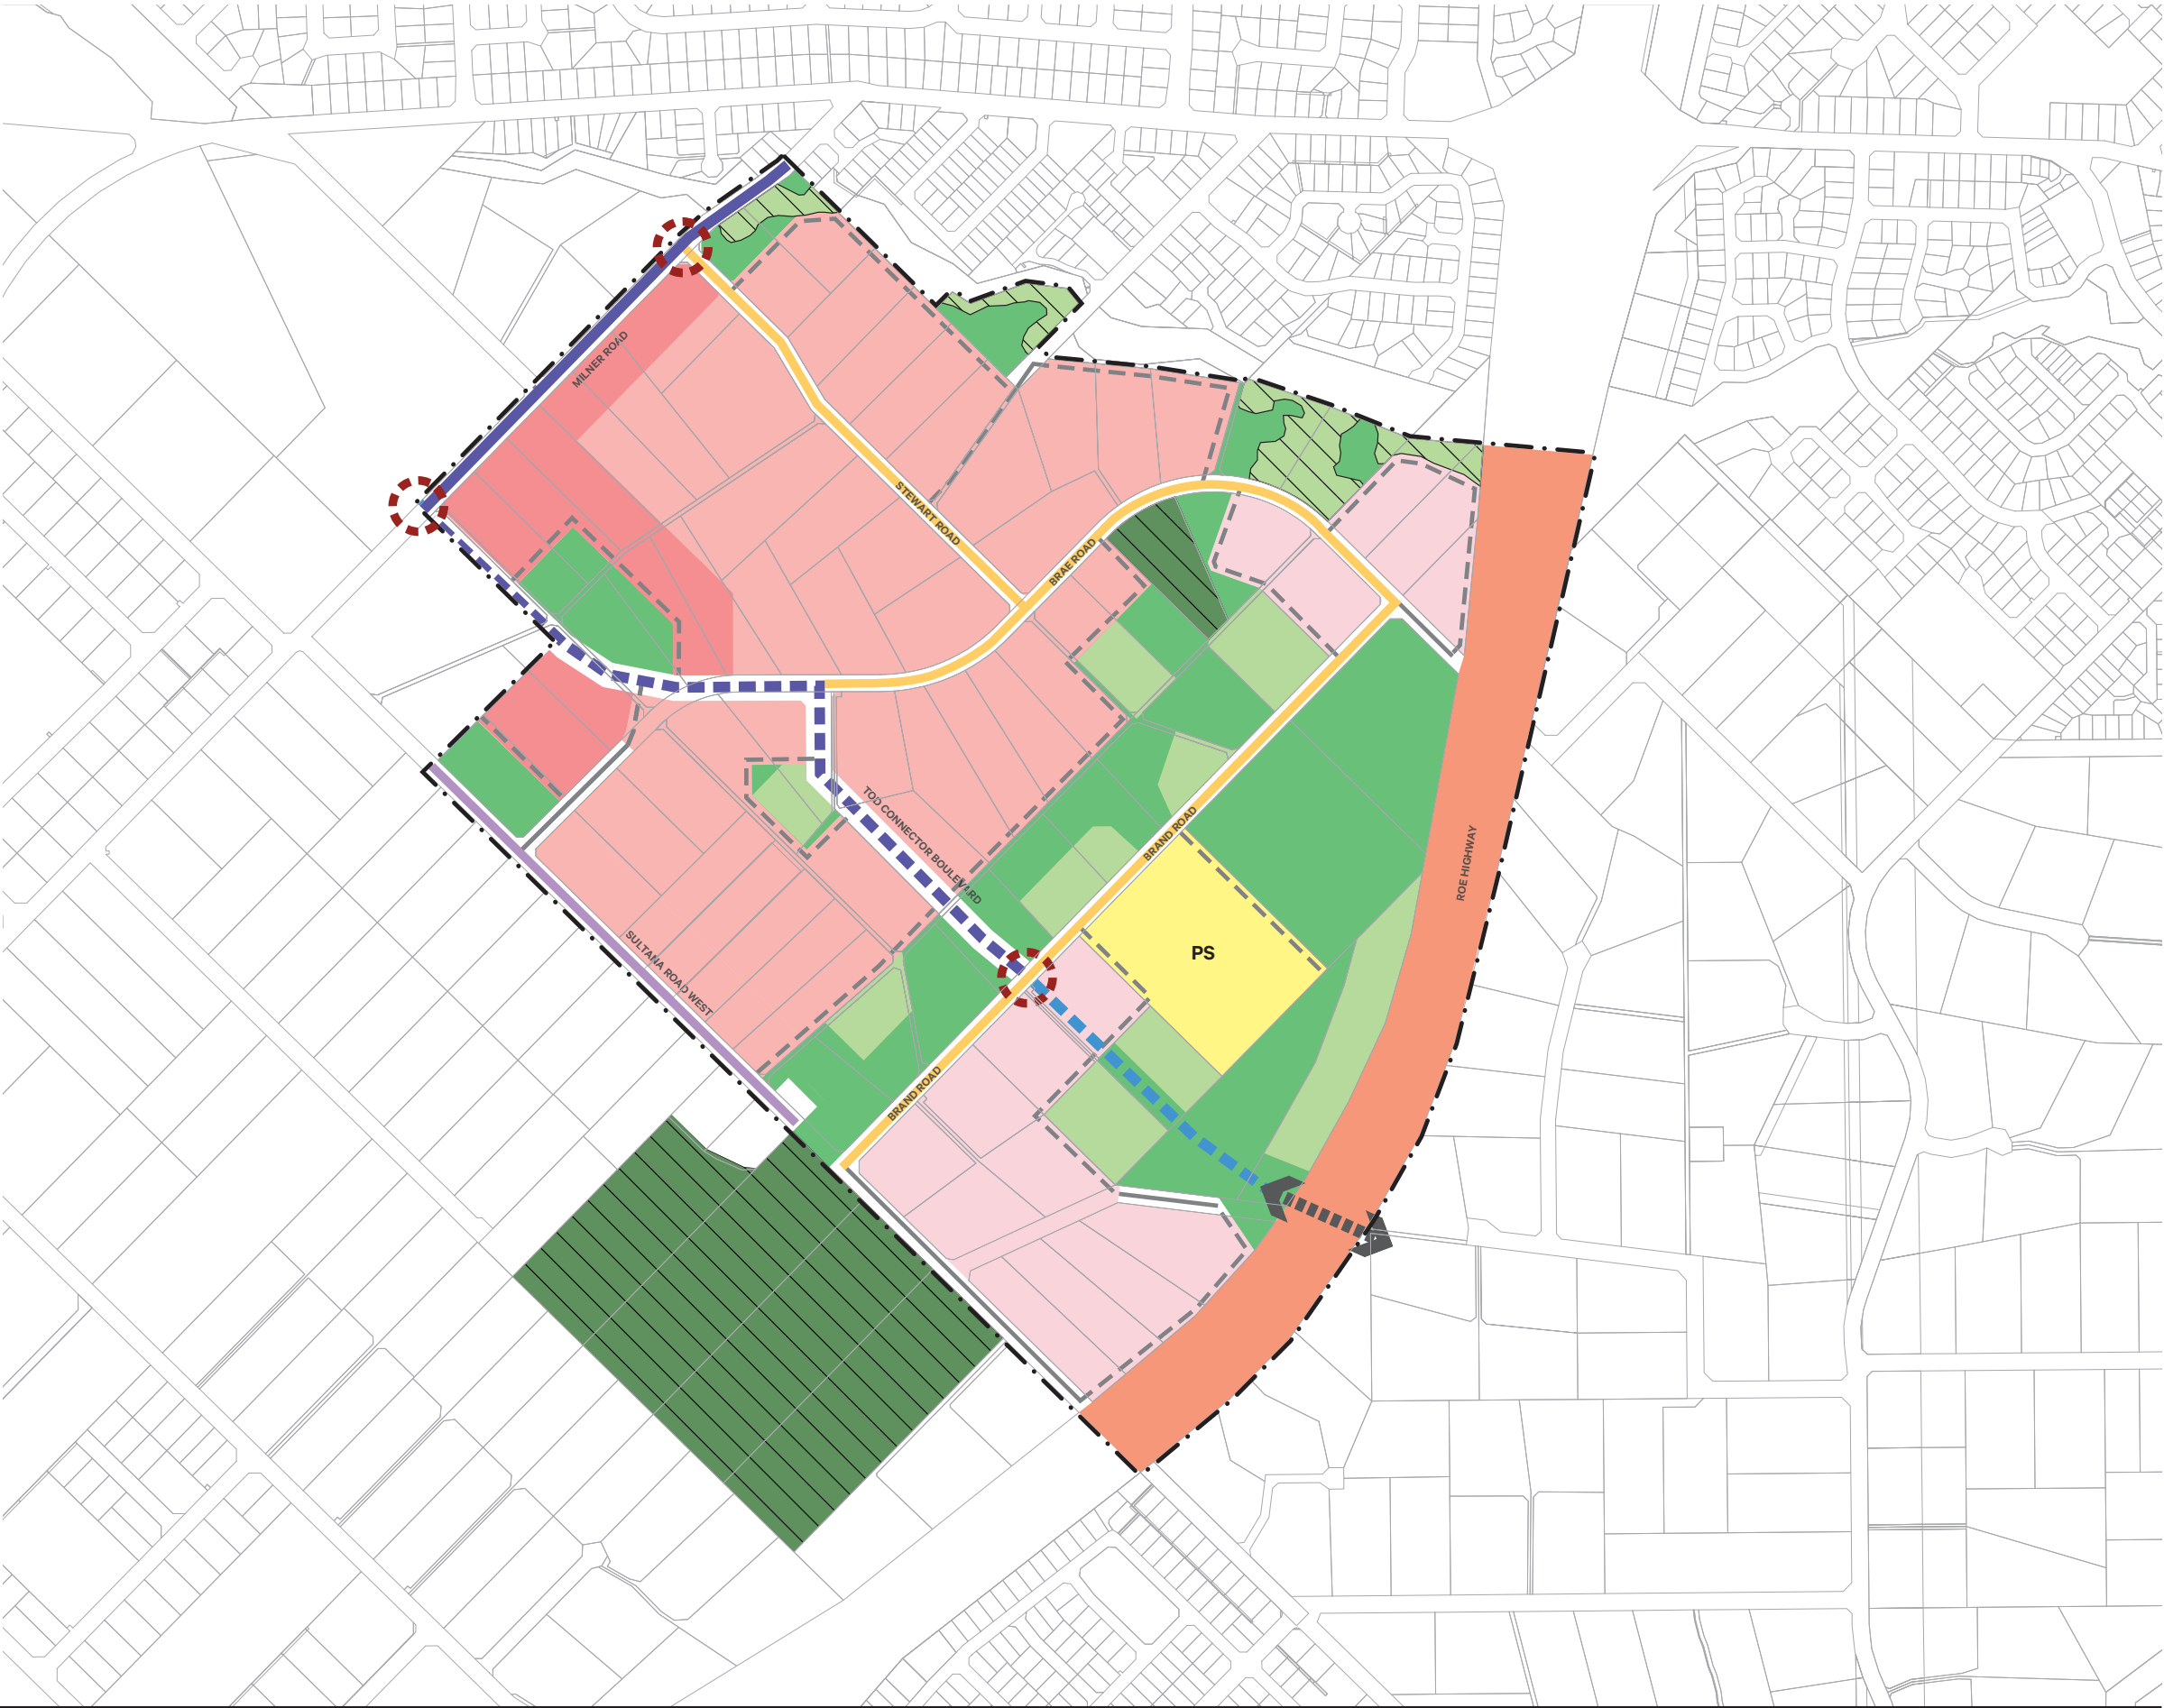 MILNER ROAD
STEWART ROAD
BRAE ROAD
TOD CONNECTOR BOULEVARD
BRAND ROAD
ROE HIGHWAY
PS
SULTANA ROAD WEST
BRAND ROAD